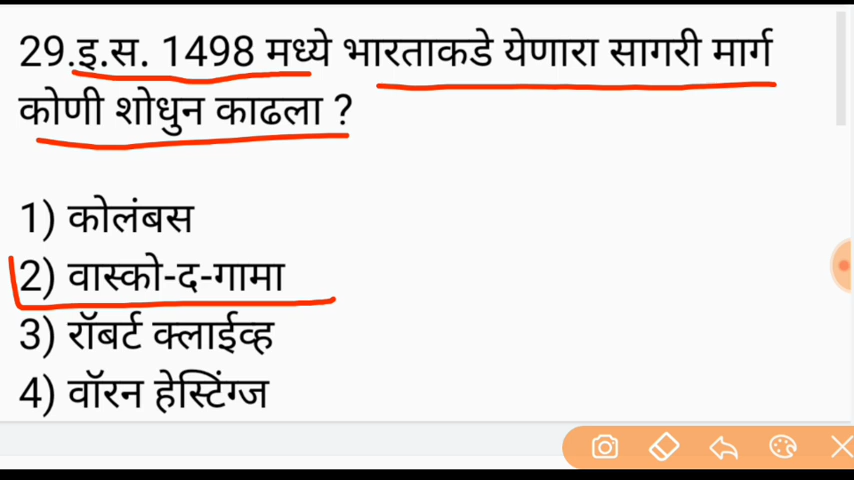 29.इ.स. 1498 मध्ये भारताकडे येणारा सागरी मार्ग
कोणी शोधुन काढला ?
1) कोलंबस
2) वास्को-द-गामा
3) रॉबर्ट क्लाईव्ह
4) वॉरन हेस्टिंग्ज